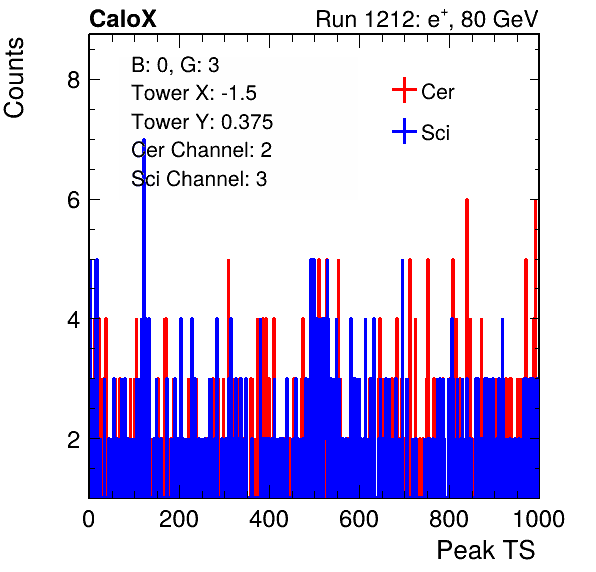 CaloX Run 1212: e+, 80 GeV
Counts
B: 0, G: 3
Tower X: -1.5
Tower Y: 0.375
Cer Channel: 2
Sci Channel: 3
Cer
Sci
8
6
4
2
0 200 400 600 800 1000
Peak TS